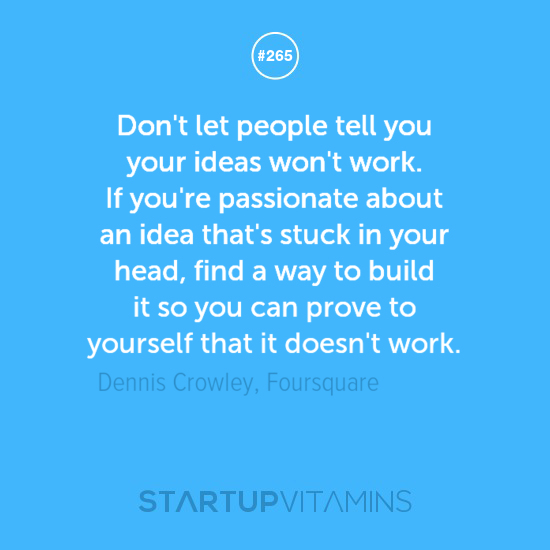 #265
Don't let people tell you
your ideas won't work.
If you're passionate about
an idea that's stuck in your
head, find a way to build
it so you can prove to
yourself that it doesn't work.
Dennis Crowley, Foursquare
STARTUPVITAMINS